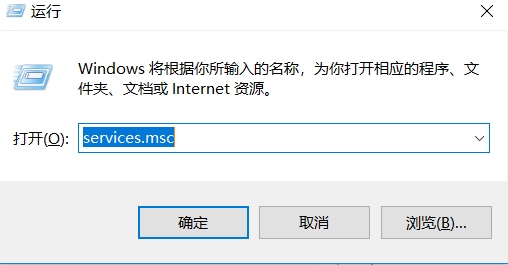 运行
Windows 将根据你所输入的名称，为你打开相应的程序、文
件夹、文档或 Internet 资源。
打开(O): services.msc
确定 取消 浏览(B)...